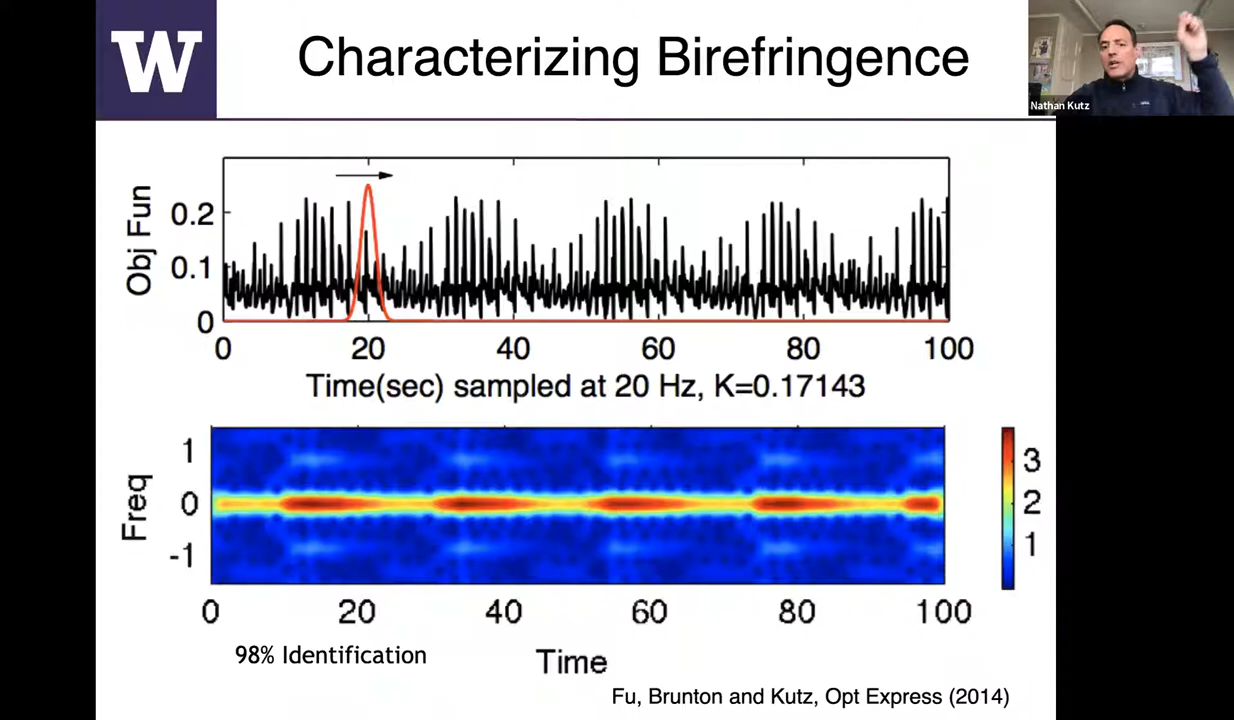 W
Characterizing Birefringence
Nathan Kutz
Obj Fun
0.2
0.1
0
0 20 40 60 80 100
Time(sec) sampled at 20 Hz, K=0.17143
Freq
1
0
-1
3
2
1
0 20 40 60 80 100
98% Identification
Time
Fu, Brunton and Kutz, Opt Express (2014)